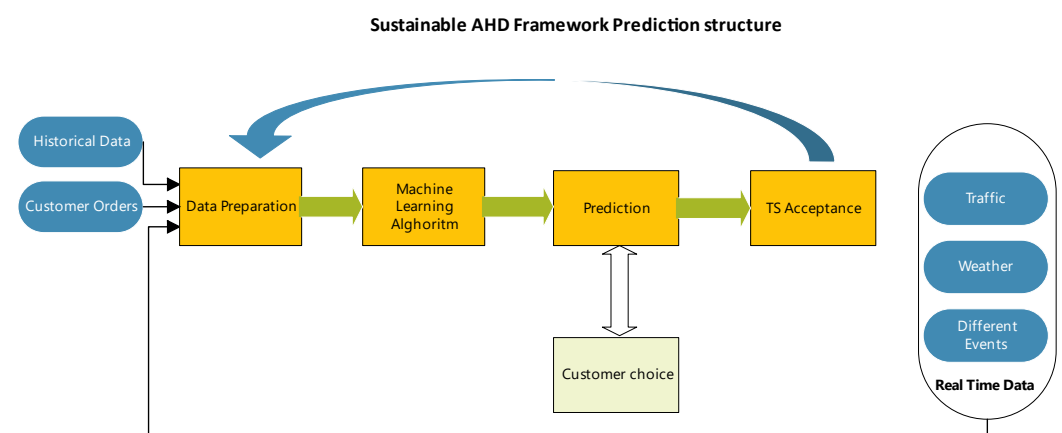 Sustainable AHD Framework Prediction structure
Historical Data
Customer Orders
Data Preparation
Machine
Learning
Alghoritm
Prediction
TS Acceptance
Customer choice
Traffic
Weather
Different
Events
Real Time Data